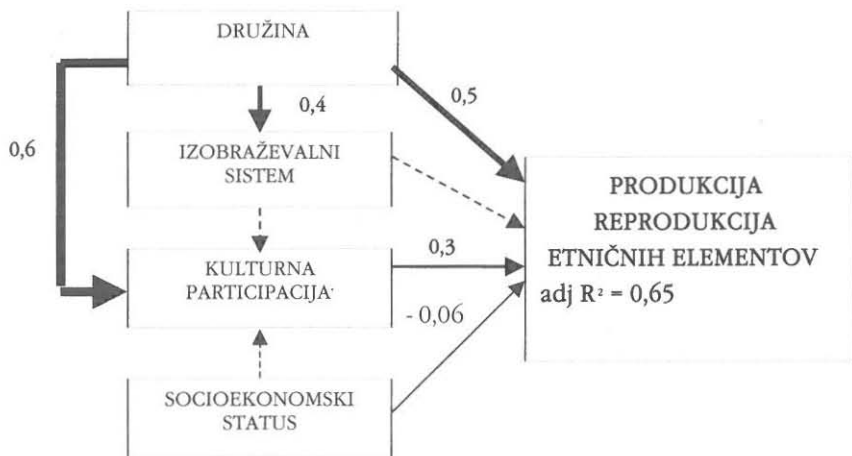 DRUŽINA
0,4
0,5
0,6
IZOBRAŽEVALNI
SISTEM
PRODUKCIJA
REPRODUKCIJA
ETNIČNIH ELEMENTOV
adj R² = 0,65
KULTURNA
PARTICIPACIJA
0,3
- 0,06
SOCIOEKONOMSKI
STATUS